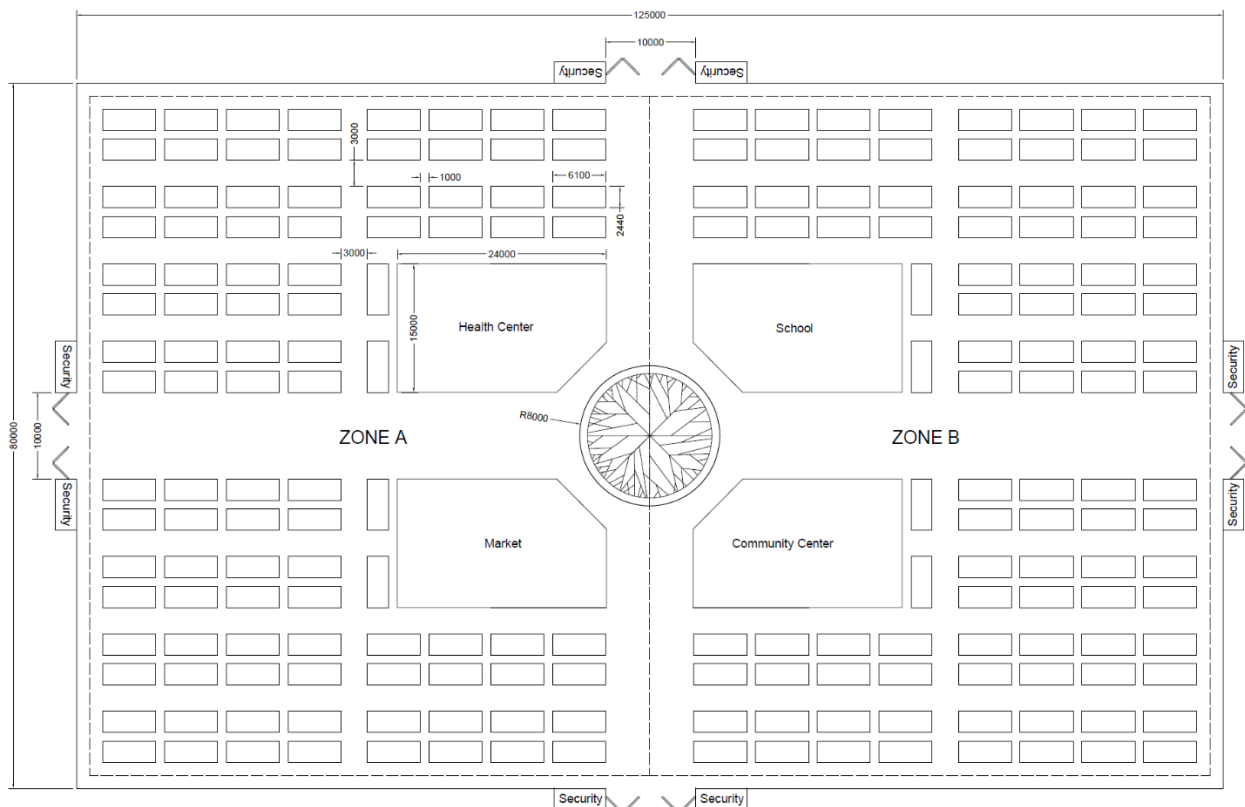 125000
10000
Security
Security
3000
1000
6100
2440
3000
24000
15000
Health Center
School
Security
Security
R8000
80000
10000
ZONE A
ZONE B
Security
Security
Market
Community Center
Security
Security